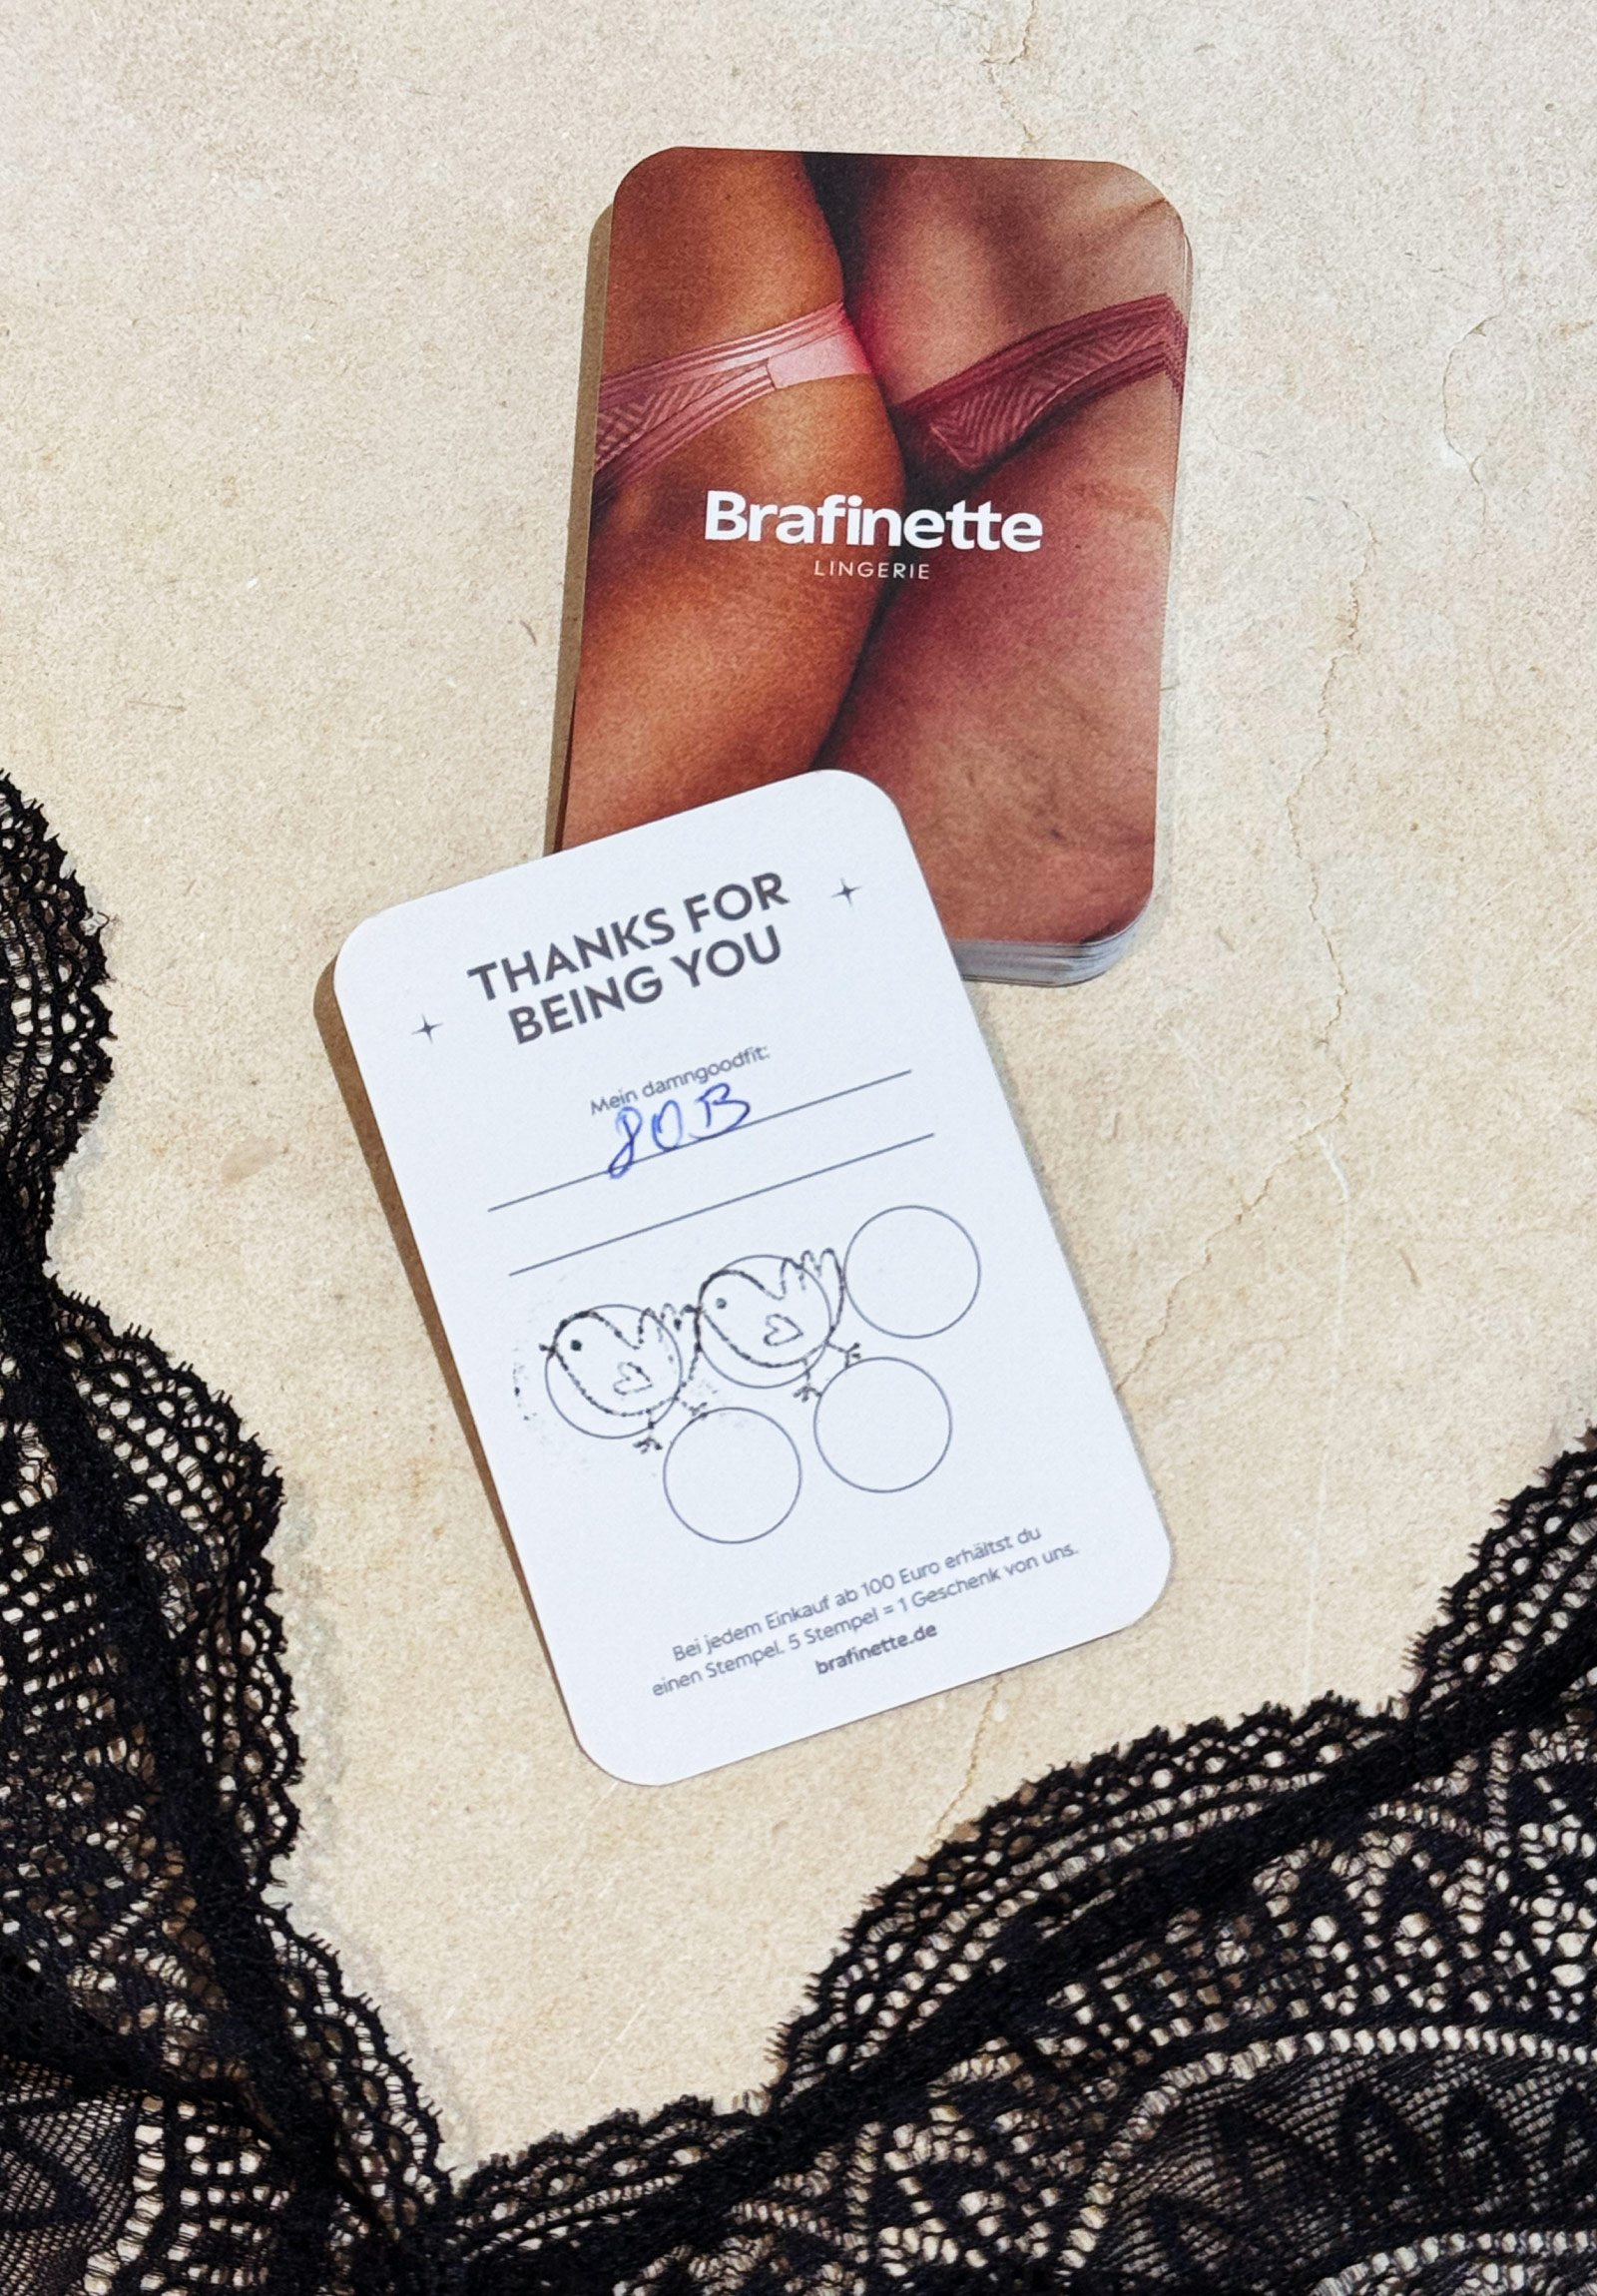 Brafinette
LINGERIE
THANKS FOR
BEING YOU
Mein damngoodfit:
80B
Bei jedem Einkauf ab 100 Euro erhältst du
einen Stempel. 5 Stempel = 1 Geschenk von uns.
brafinette.de